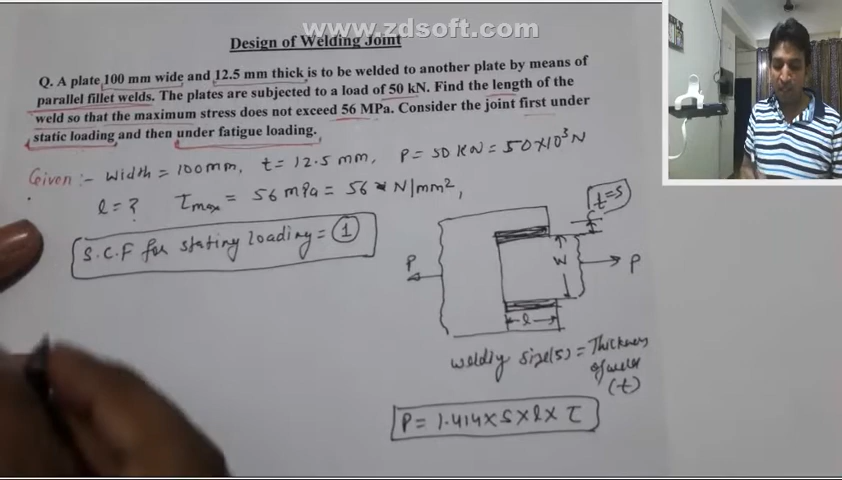 www.zdsoft.com
Design of Welding Joint
Q. A plate 100 mm wide and 12.5 mm thick is to be welded to another plate by means of
parallel fillet welds. The plates are subjected to a load of 50 kN. Find the length of the
weld so that the maximum stress does not exceed 56 MPa. Consider the joint first under
static loading and then under fatigue loading.
Given :- width = 100mm, t = 12.5 mm, P = 50 kN = 50×10³ N
l = ? τmax = 56 mPa = 56 N/mm²,
S.C.F for stating loading = 1
t=s
P
W
P
l
welding size(s) = Thickness
of weld
(t)
P = 1.414 × s × l × τ